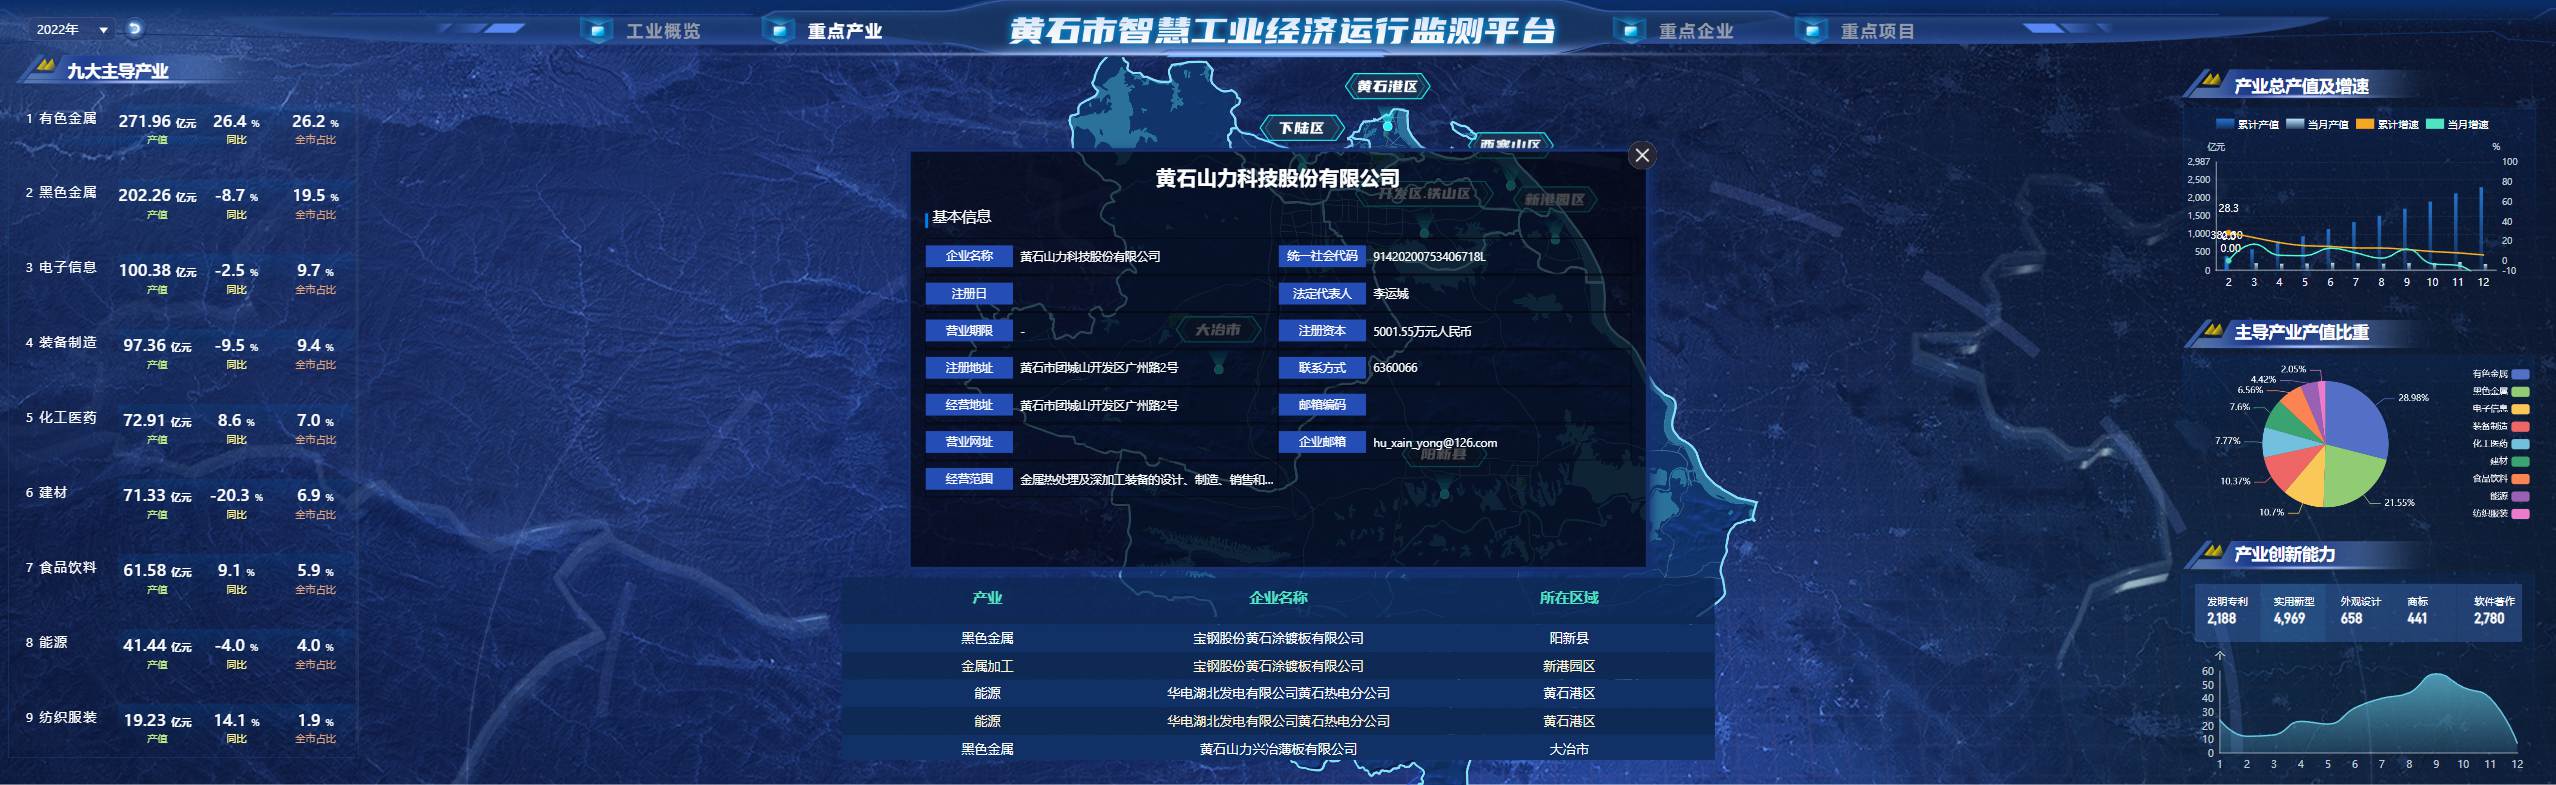 2022年
工业概览
重点产业
黄石市智慧工业经济运行监测平台
重点企业
重点项目
九大主导产业
1 有色金属 271.96 亿元 26.4 % 26.2 %
产值 同比 全市占比
2 黑色金属 202.26 亿元 -8.7 % 19.5 %
产值 同比 全市占比
3 电子信息 100.38 亿元 -2.5 % 9.7 %
产值 同比 全市占比
4 装备制造 97.36 亿元 -9.5 % 9.4 %
产值 同比 全市占比
5 化工医药 72.91 亿元 8.6 % 7.0 %
产值 同比 全市占比
6 建材 71.33 亿元 -20.3 % 6.9 %
产值 同比 全市占比
7 食品饮料 61.58 亿元 9.1 % 5.9 %
产值 同比 全市占比
8 能源 41.44 亿元 -4.0 % 4.0 %
产值 同比 全市占比
9 纺织服装 19.23 亿元 14.1 % 1.9 %
产值 同比 全市占比
黄石港区
下陆区
西塞山区
开发区.铁山区
新港园区
大冶市
阳新县
黄石山力科技股份有限公司
基本信息
企业名称 黄石山力科技股份有限公司 统一社会代码 91420200753406718L
注册日 法定代表人 李运城
营业期限 - 注册资本 5001.55万元人民币
注册地址 黄石市团城山开发区广州路2号 联系方式 6360066
经营地址 黄石市团城山开发区广州路2号 邮箱编码
营业网址 企业邮箱 hu_xain_yong@126.com
经营范围 金属热处理及深加工装备的设计、制造、销售和...
产业 企业名称 所在区域
黑色金属 宝钢股份黄石涂镀板有限公司 阳新县
金属加工 宝钢股份黄石涂镀板有限公司 新港园区
能源 华电湖北发电有限公司黄石热电分公司 黄石港区
能源 华电湖北发电有限公司黄石热电分公司 黄石港区
黑色金属 黄石山力兴冶薄板有限公司 大冶市
产业总产值及增速
累计产值 当月产值 累计增速 当月增速
亿元 %
2,987 100
2,500 80
2,000 60
1,500 40
1,000 20
500 0
0 -10
28.3
0.00
2 3 4 5 6 7 8 9 10 11 12
主导产业产值比重
2.05%
4.42%
6.56%
7.6%
7.77%
10.37%
10.7%
21.55%
28.98%
有色金属
黑色金属
电子信息
装备制造
化工医药
建材
食品饮料
能源
纺织服装
产业创新能力
发明专利 实用新型 外观设计 商标 软件著作
2,188 4,969 658 441 2,780
个
60
50
40
30
20
10
0
1 2 3 4 5 6 7 8 9 10 11 12